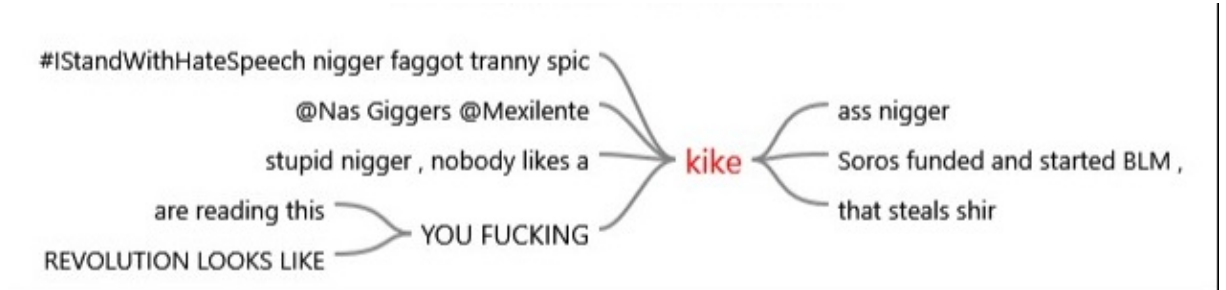 #IStandWithHateSpeech nigger faggot tranny spic
@Nas Giggers @Mexilente
stupid nigger , nobody likes a
are reading this
REVOLUTION LOOKS LIKE
YOU FUCKING
kike
ass nigger
Soros funded and started BLM ,
that steals shir